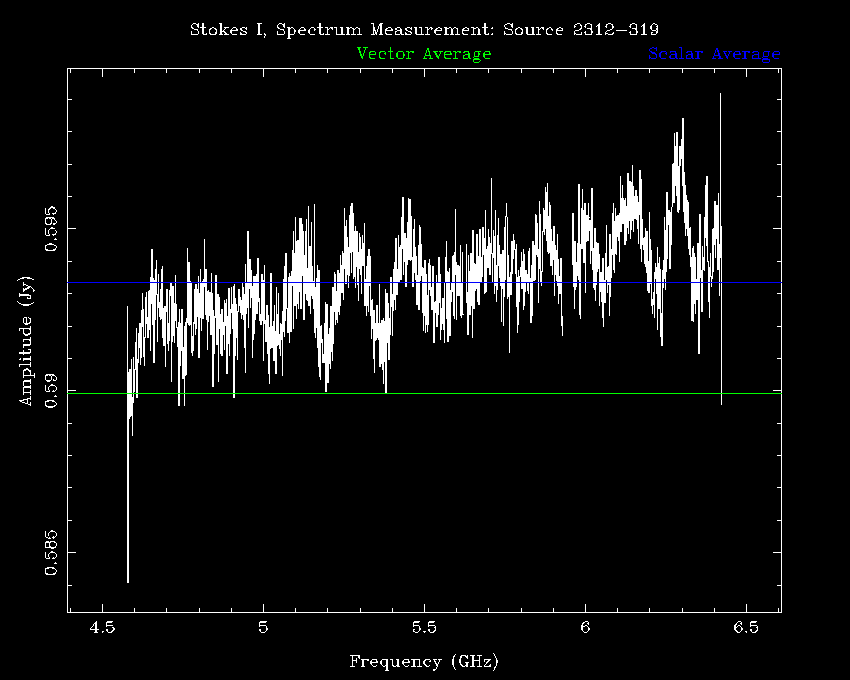 Stokes I, Spectrum Measurement: Source 2312−319
Vector Average
Scalar Average
0.595
0.59
0.585
Amplitude (Jy)
4.5 5 5.5 6 6.5
Frequency (GHz)